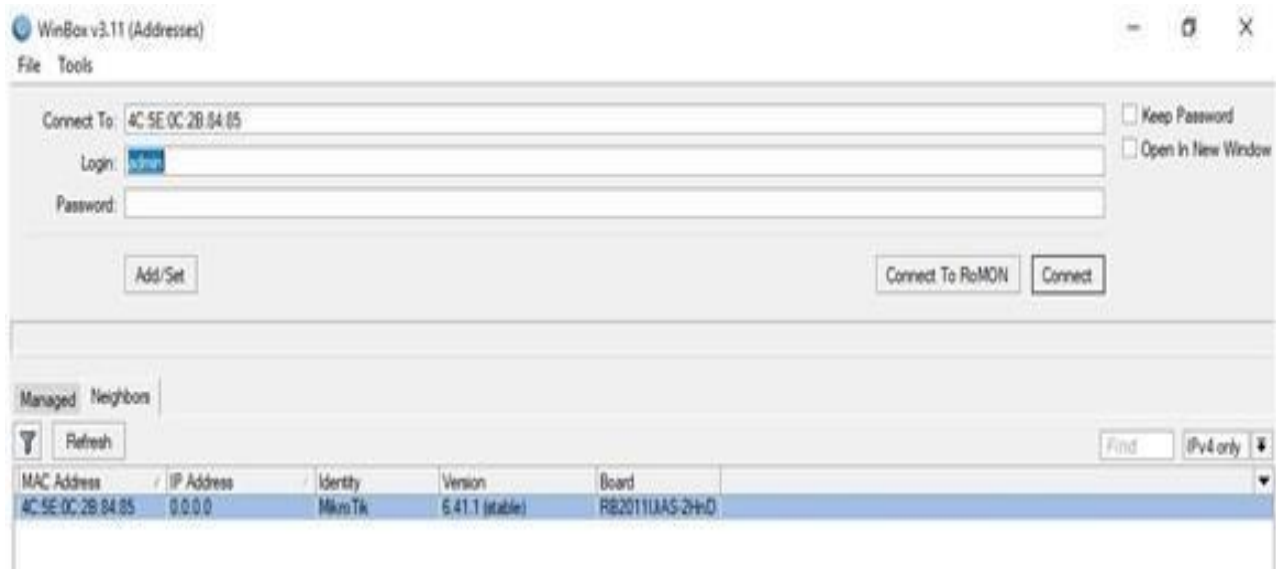 WinBox v3.11 (Addresses)
File Tools
Connect To: 4C:5E:0C:2B:84:85
Keep Password
Login: admin
Open In New Window
Password:
Add/Set
Connect To RoMON
Connect
Managed Neighbors
Refresh
Find
IPv4 only
MAC Address IP Address Identity Version Board
4C:5E:0C:2B:84:85 0.0.0.0 MikroTik 6.41.1 (stable) RB2011UiAS-2HnD